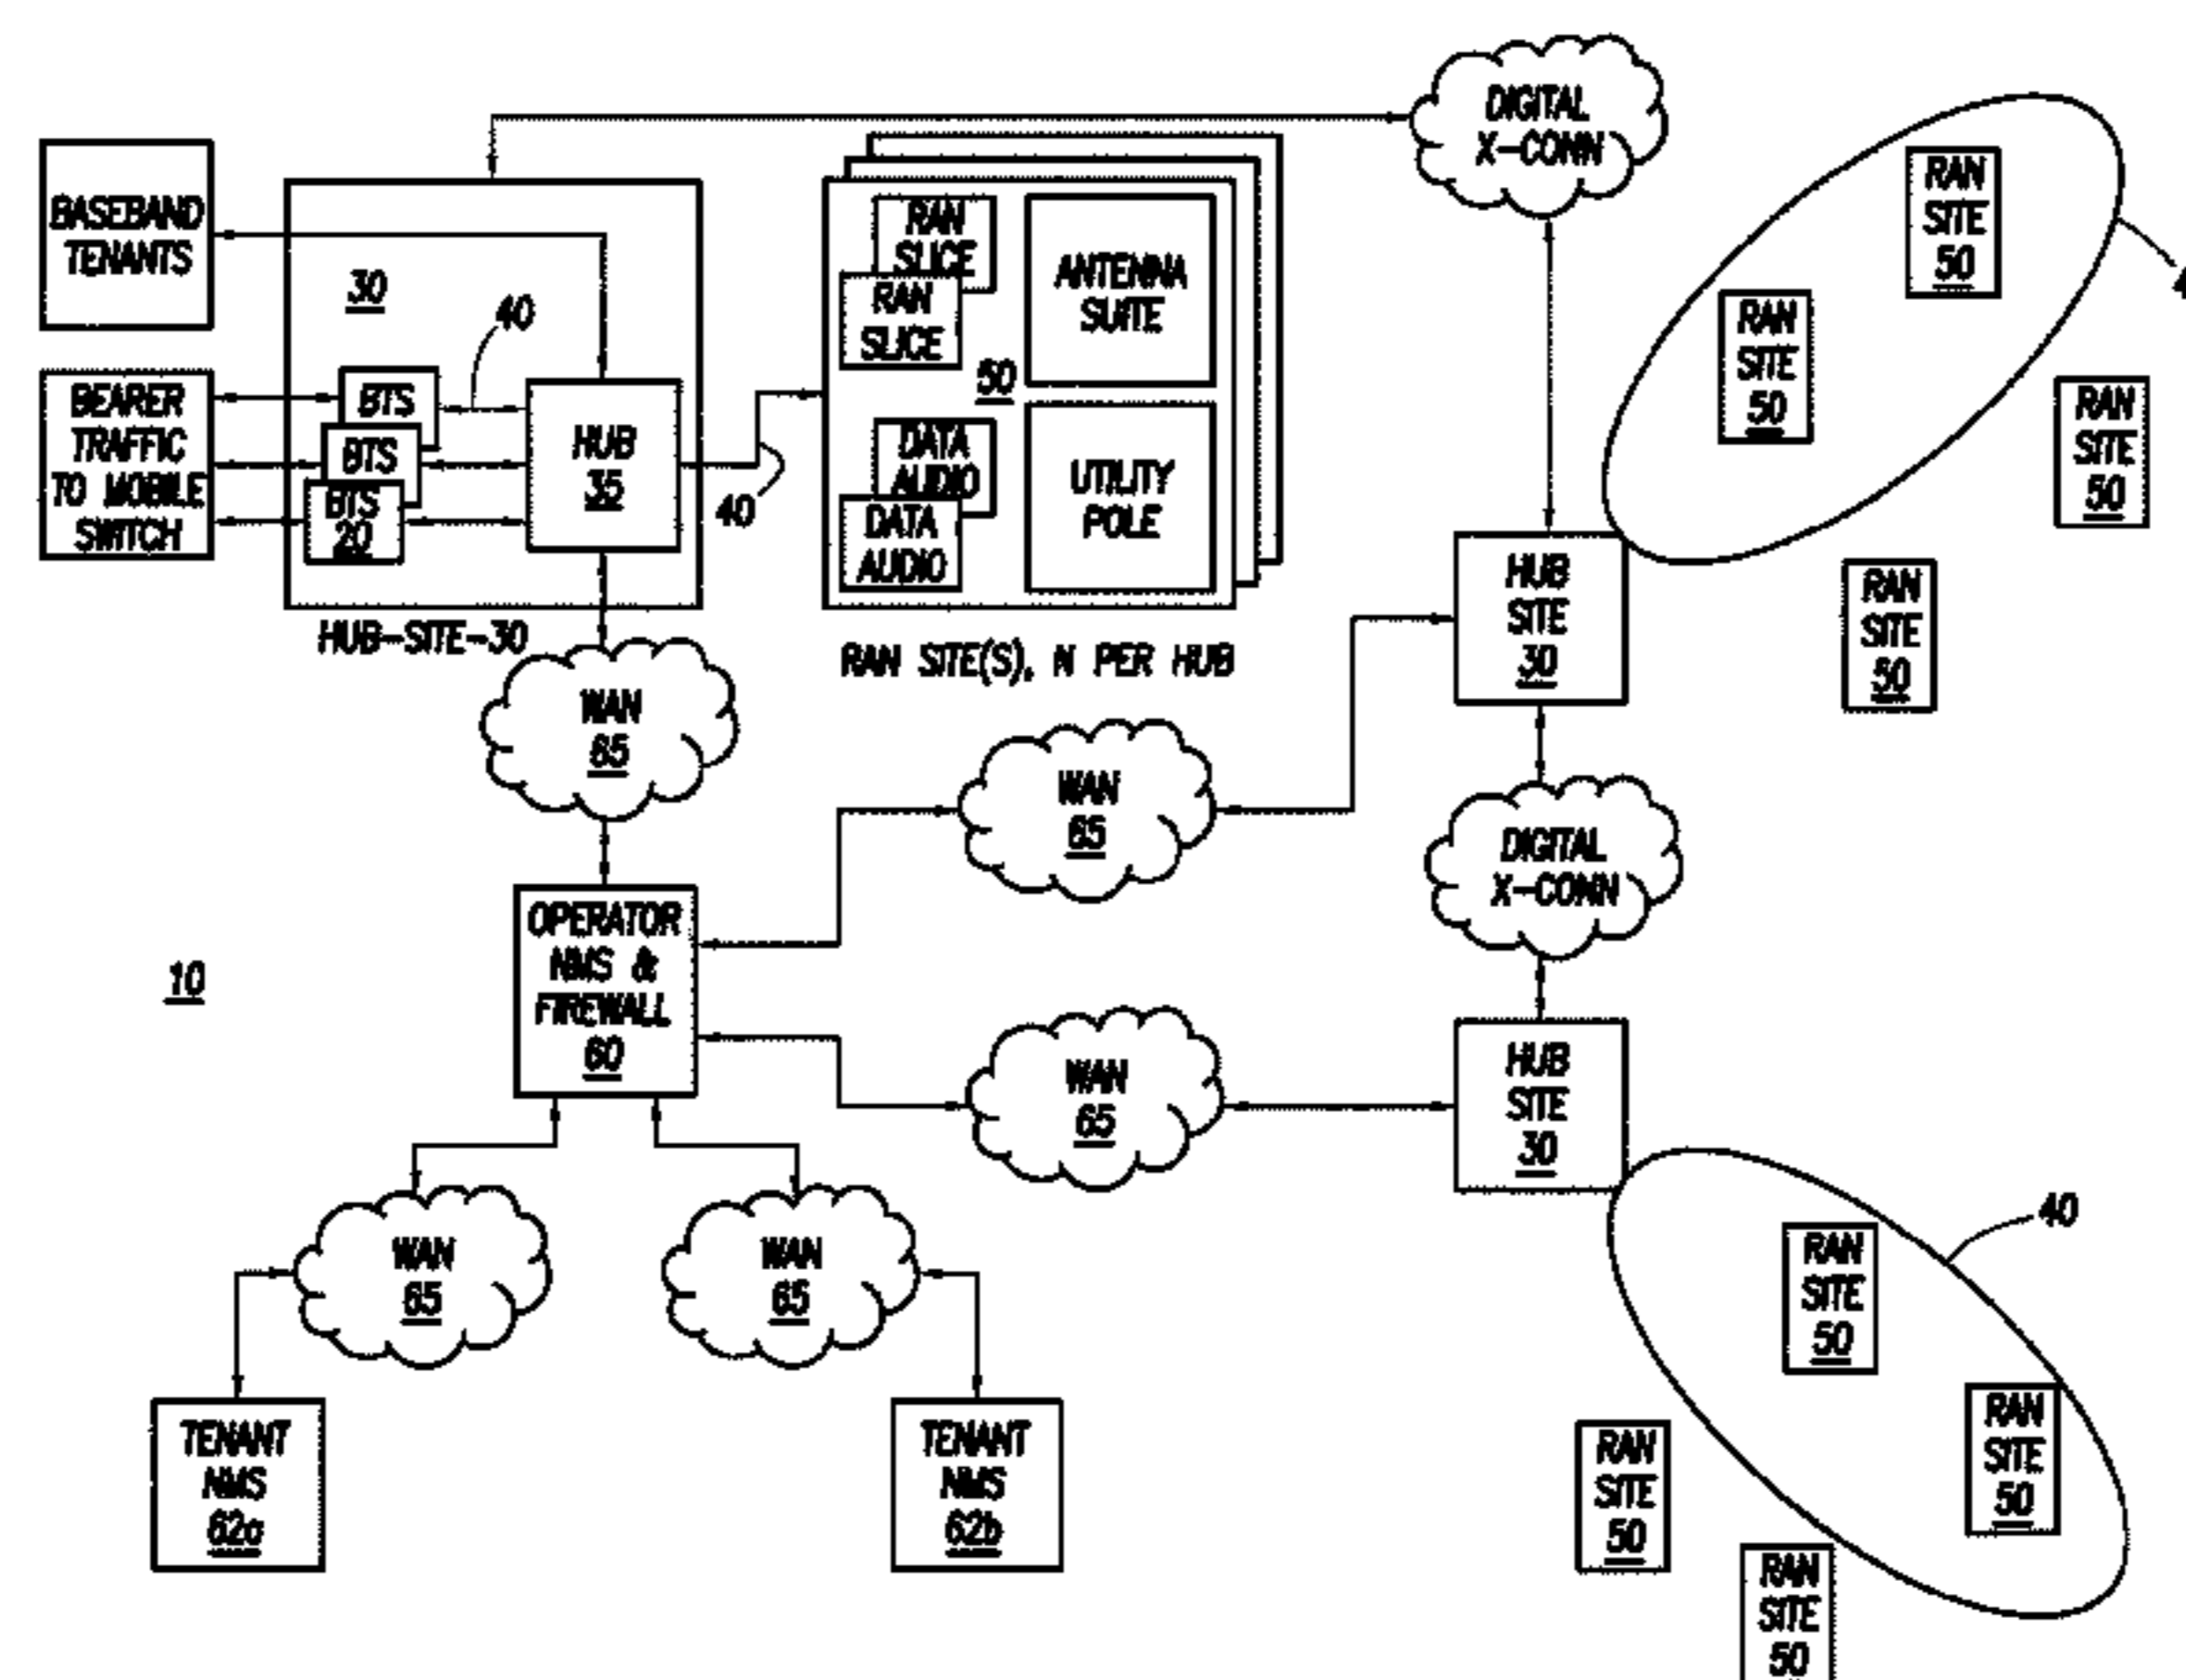 DIGITAL
X-CONN
BASEBAND
TENANTS
30
40
BEARER
TRAFFIC
TO MOBILE
SWITCH
BTS
BTS
BTS
20
HUB
35
40
HUB-SITE-30
RAN
SLICE
RAN
SLICE
ANTENNA
SUITE
50
DATA
AUDIO
DATA
AUDIO
UTILITY
POLE
RAN SITE(S), N PER HUB
RAN
SITE
50
RAN
SITE
50
RAN
SITE
50
RAN
SITE
50
HUB
SITE
30
WAN
65
WAN
65
DIGITAL
X-CONN
OPERATOR
NMS &
FIREWALL
60
10
WAN
65
HUB
SITE
30
WAN
65
WAN
65
40
RAN
SITE
50
RAN
SITE
50
RAN
SITE
50
RAN
SITE
50
TENANT
NMS
62a
TENANT
NMS
62b